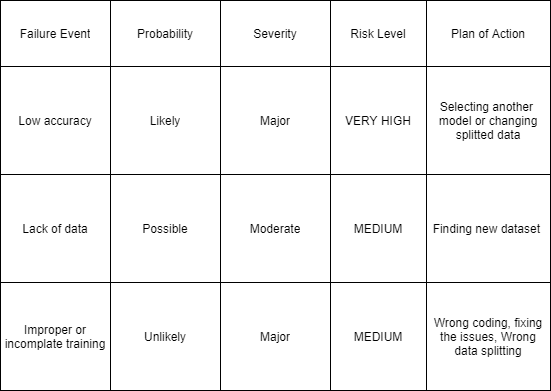 Failure Event
Probability
Severity
Risk Level
Plan of Action
Low accuracy
Likely
Major
VERY HIGH
Selecting another
model or changing
splitted data
Lack of data
Possible
Moderate
MEDIUM
Finding new dataset
Improper or
incomplate training
Unlikely
Major
MEDIUM
Wrong coding, fixing
the issues, Wrong
data splitting